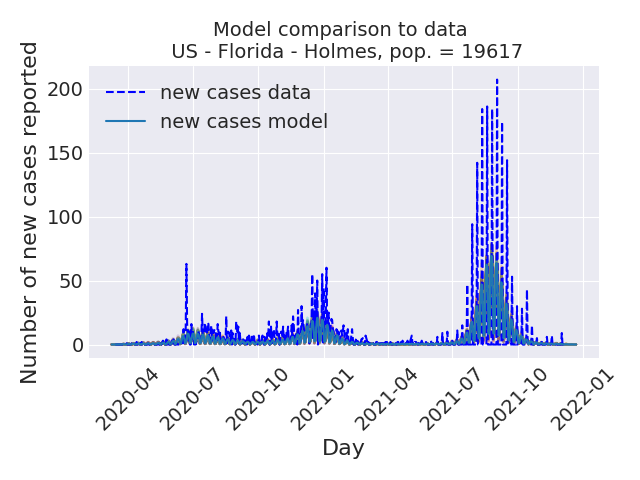 Model comparison to data
US - Florida - Holmes, pop. = 19617
Number of new cases reported
200
150
100
50
0
new cases data
new cases model
2020-04
2020-07
2020-10
2021-01
2021-04
2021-07
2021-10
2022-01
Day